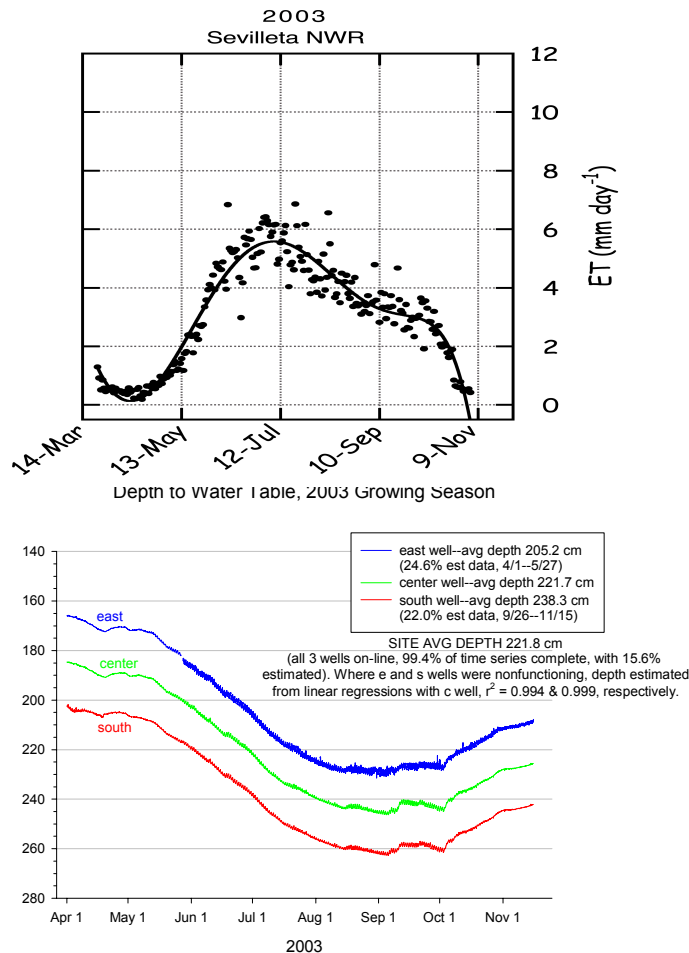 2003
Sevilleta NWR
12
10
8
6
4
2
0
ET (mm day-1)
14-Mar
13-May
12-Jul
10-Sep
9-Nov
Depth to Water Table, 2003 Growing Season
140
160
180
200
220
240
260
280
east
center
south
east well--avg depth 205.2 cm
(24.6% est data, 4/1--5/27)
center well--avg depth 221.7 cm
south well--avg depth 238.3 cm
(22.0% est data, 9/26--11/15)
SITE AVG DEPTH 221.8 cm
(all 3 wells on-line, 99.4% of time series complete, with 15.6%
estimated). Where e and s wells were nonfunctioning, depth estimated
from linear regressions with c well, r2 = 0.994 & 0.999, respectively.
Apr 1
May 1
Jun 1
Jul 1
Aug 1
Sep 1
Oct 1
Nov 1
2003